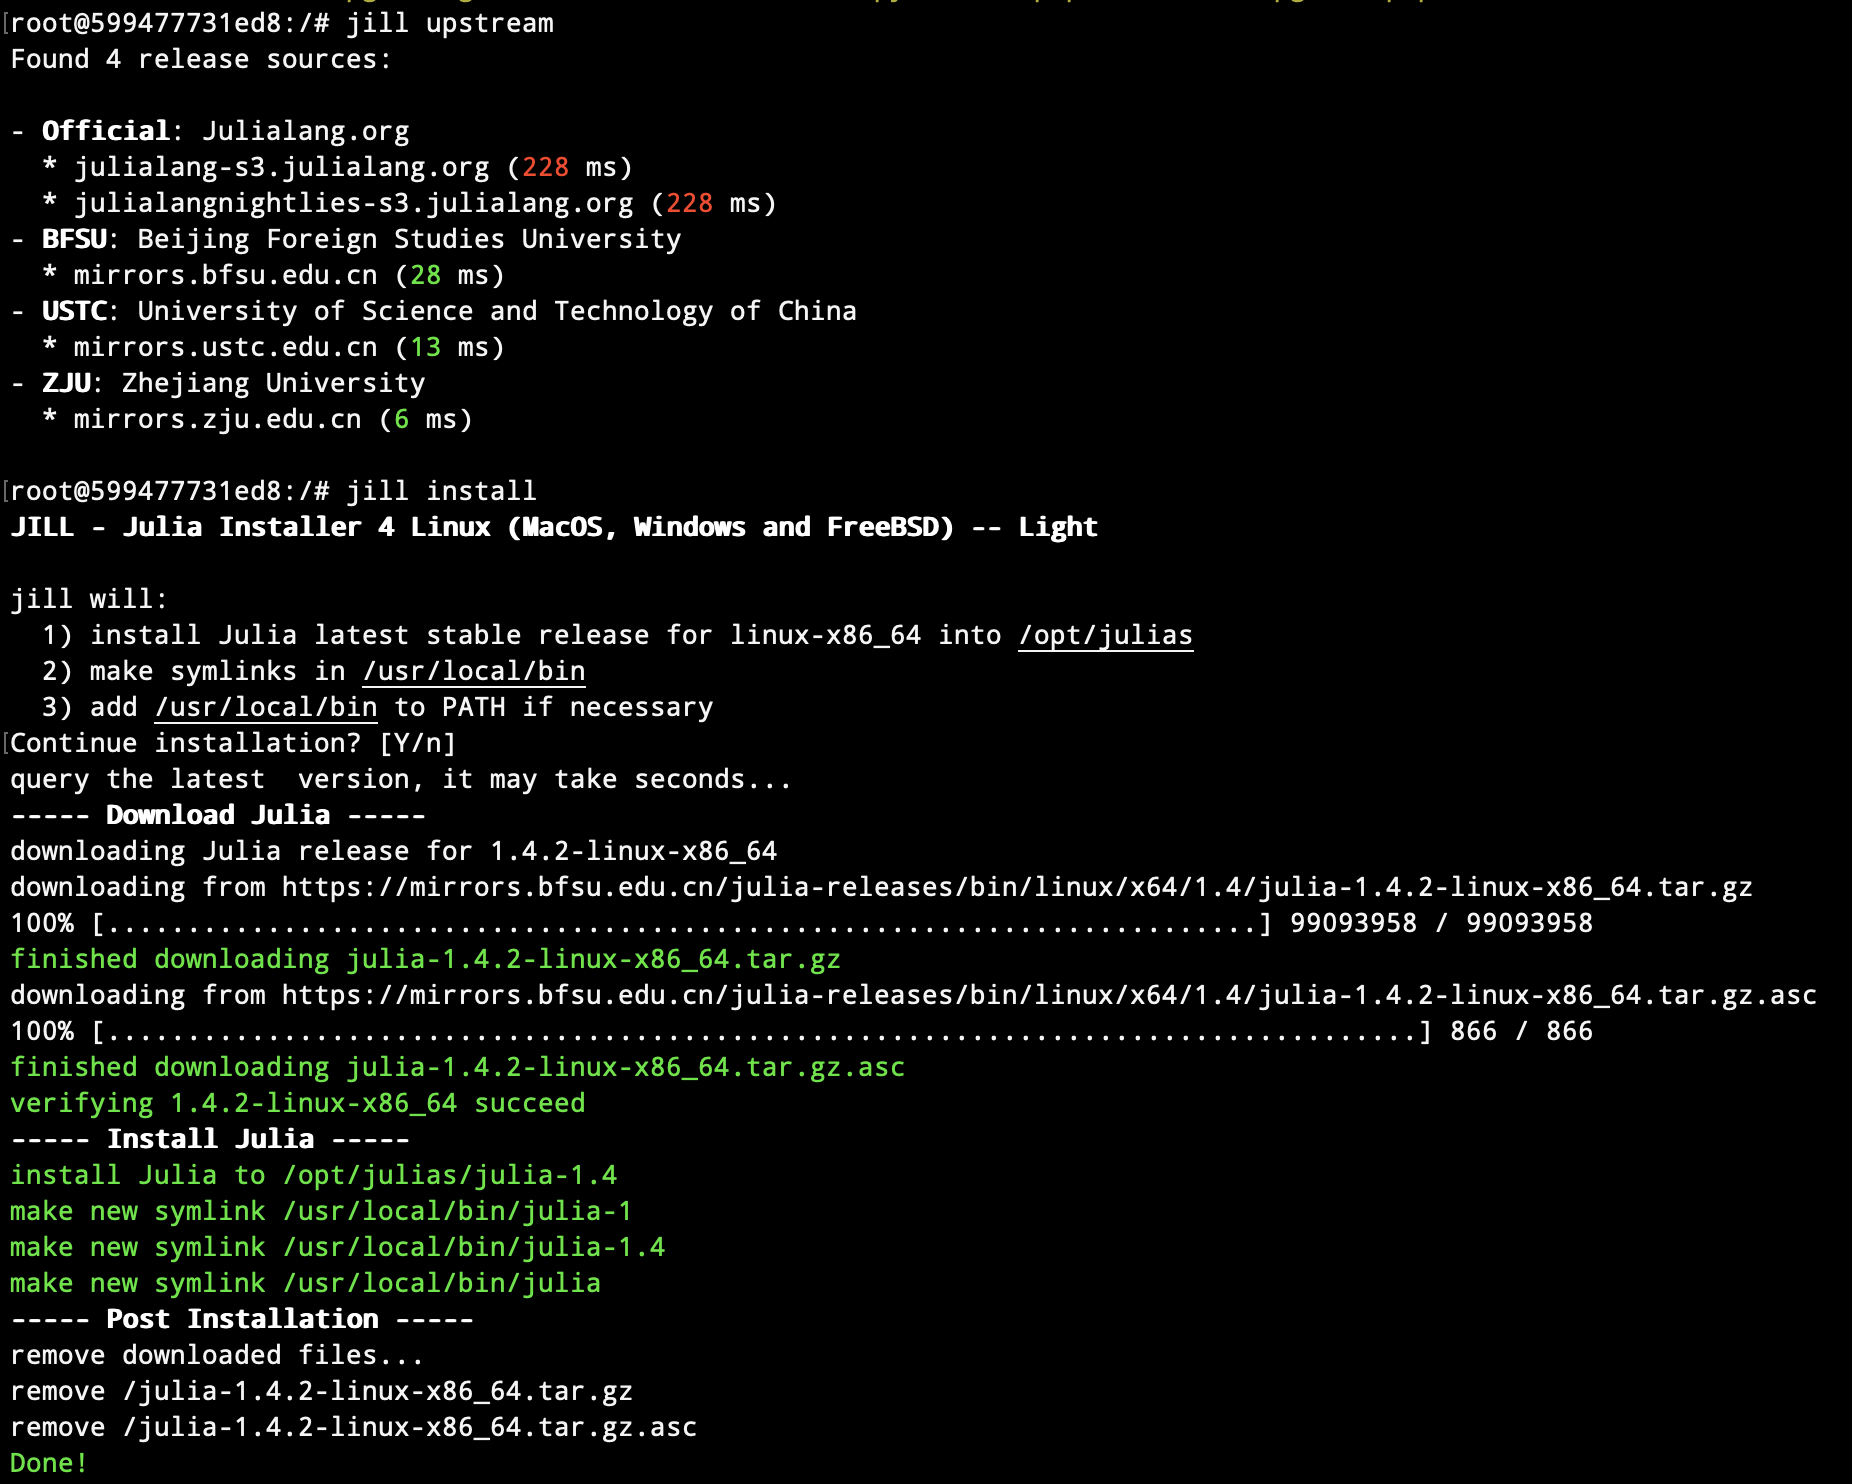 [root@599477731ed8:/# jill upstream
Found 4 release sources:
- Official: Julialang.org
* julialang-s3.julialang.org (228 ms)
* julialangnightlies-s3.julialang.org (228 ms)
- BFSU: Beijing Foreign Studies University
* mirrors.bfsu.edu.cn (28 ms)
- USTC: University of Science and Technology of China
* mirrors.ustc.edu.cn (13 ms)
- ZJU: Zhejiang University
* mirrors.zju.edu.cn (6 ms)
[root@599477731ed8:/# jill install
JILL - Julia Installer 4 Linux (MacOS, Windows and FreeBSD) -- Light
jill will:
1) install Julia latest stable release for linux-x86_64 into /opt/julias
2) make symlinks in /usr/local/bin
3) add /usr/local/bin to PATH if necessary
[Continue installation? [Y/n]
query the latest  version, it may take seconds...
----- Download Julia -----
downloading Julia release for 1.4.2-linux-x86_64
downloading from https://mirrors.bfsu.edu.cn/julia-releases/bin/linux/x64/1.4/julia-1.4.2-linux-x86_64.tar.gz
100% [........................................................................] 99093958 / 99093958
finished downloading julia-1.4.2-linux-x86_64.tar.gz
downloading from https://mirrors.bfsu.edu.cn/julia-releases/bin/linux/x64/1.4/julia-1.4.2-linux-x86_64.tar.gz.asc
100% [..................................................................................] 866 / 866
finished downloading julia-1.4.2-linux-x86_64.tar.gz.asc
verifying 1.4.2-linux-x86_64 succeed
----- Install Julia -----
install Julia to /opt/julias/julia-1.4
make new symlink /usr/local/bin/julia-1
make new symlink /usr/local/bin/julia-1.4
make new symlink /usr/local/bin/julia
----- Post Installation -----
remove downloaded files...
remove /julia-1.4.2-linux-x86_64.tar.gz
remove /julia-1.4.2-linux-x86_64.tar.gz.asc
Done!